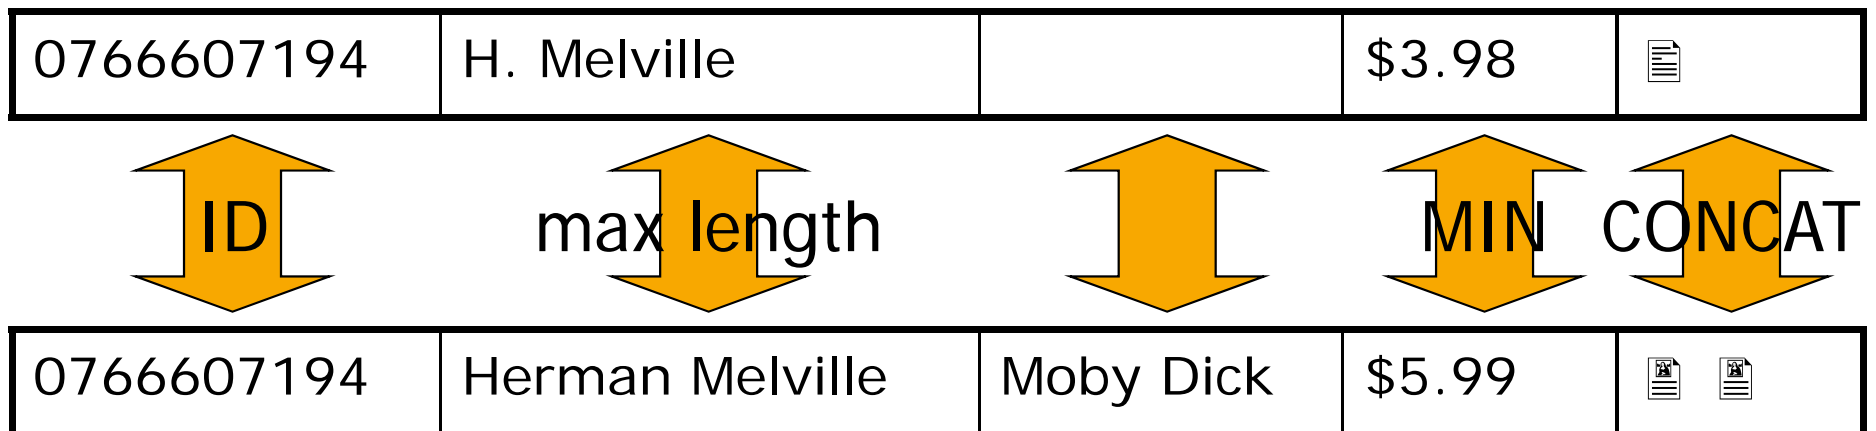 0766607194 H. Melville $3.98
ID max length MIN CONCAT
0766607194 Herman Melville Moby Dick $5.99